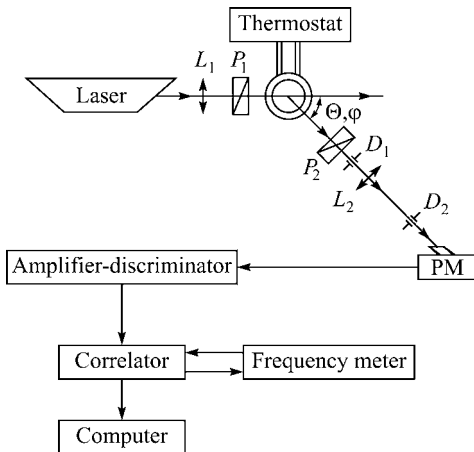 Thermostat
L1
P1
Laser
Θ,φ
D1
P2
L2
D2
Amplifier-discriminator
PM
Correlator
Frequency meter
Computer